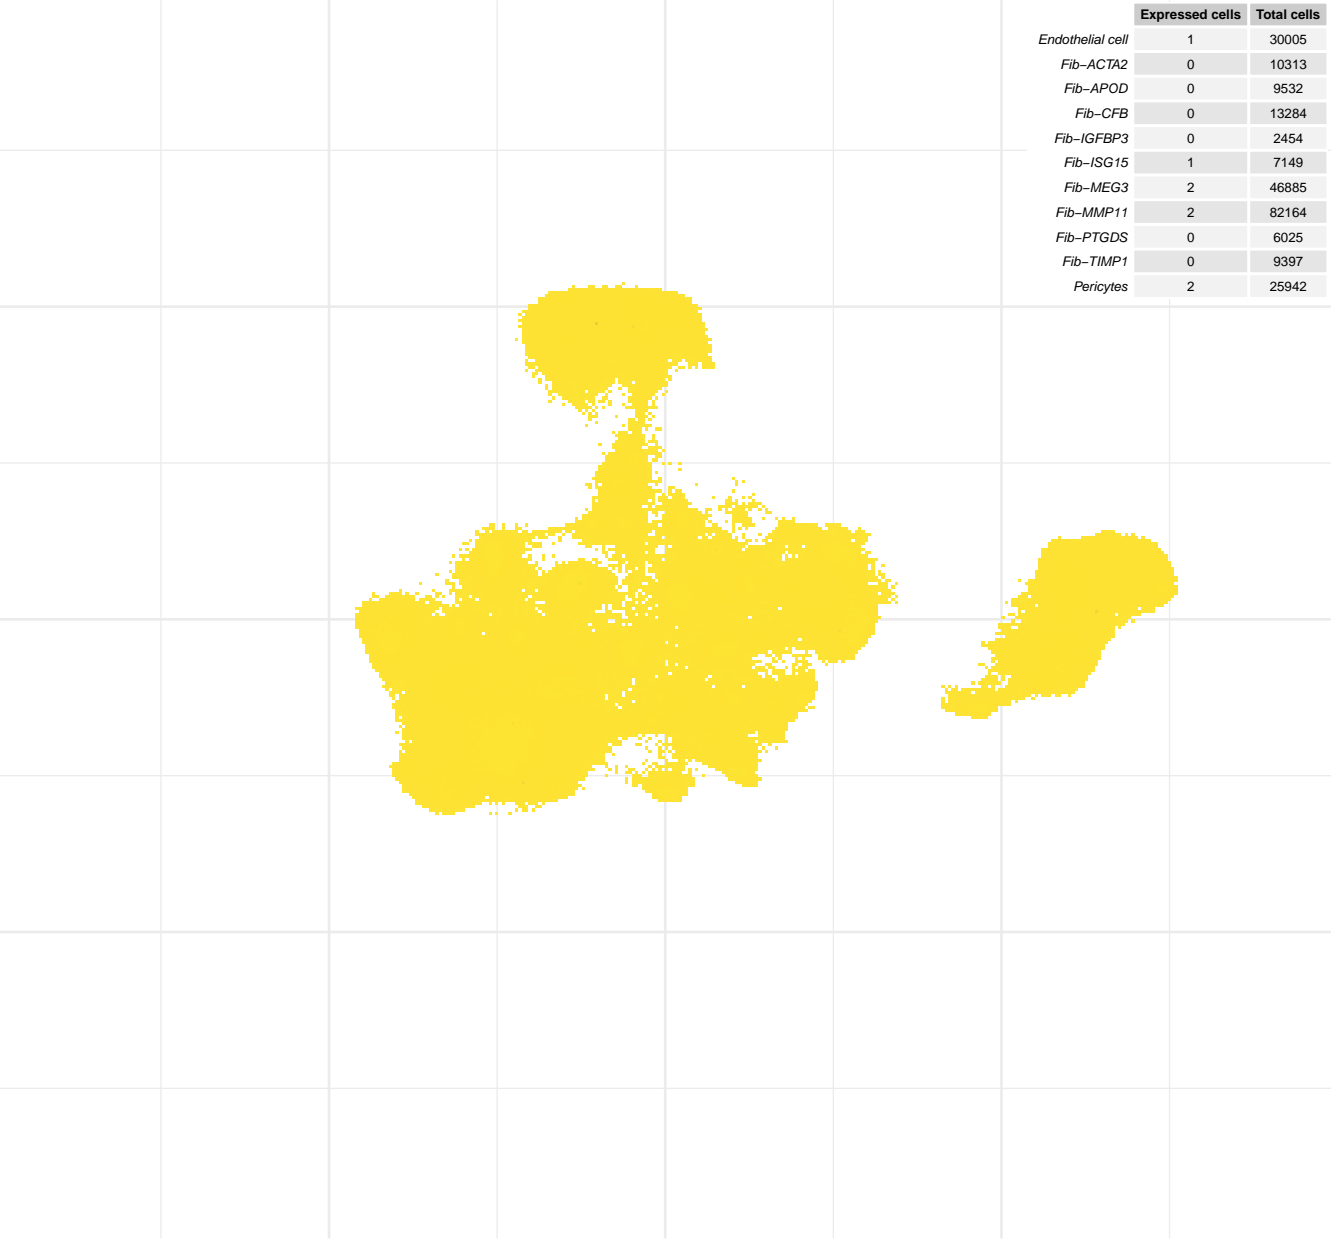 Expressed cells Total cells
Endothelial cell 1 30005
Fib−ACTA2 0 10313
Fib−APOD 0 9532
Fib−CFB 0 13284
Fib−IGFBP3 0 2454
Fib−ISG15 1 7149
Fib−MEG3 2 46885
Fib−MMP11 2 82164
Fib−PTGDS 0 6025
Fib−TIMP1 0 9397
Pericytes 2 25942